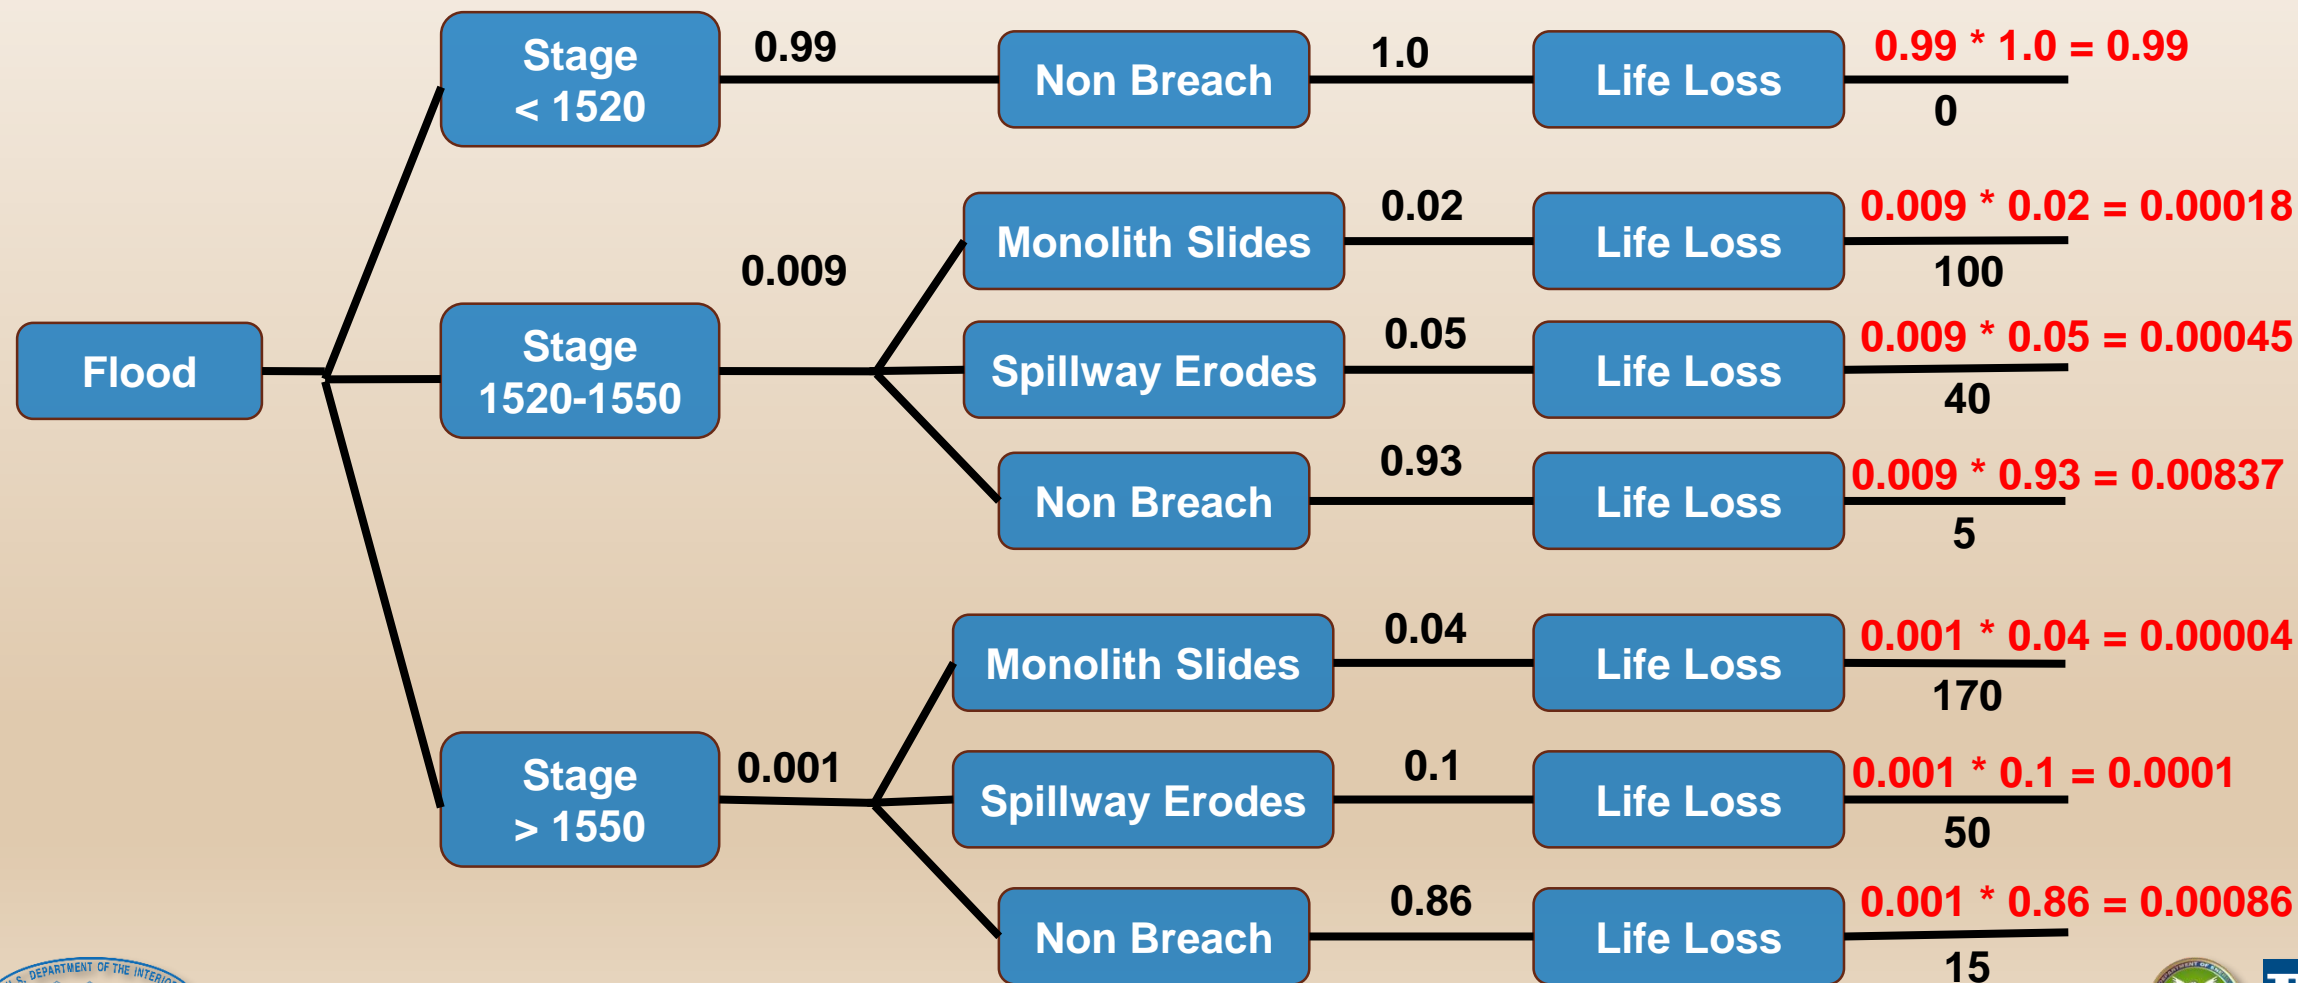 Flood
Stage
< 1520
0.99
Non Breach
1.0
Life Loss
0.99 * 1.0 = 0.99
0
Stage
1520-1550
0.009
Monolith Slides
0.02
Life Loss
0.009 * 0.02 = 0.00018
100
Spillway Erodes
0.05
Life Loss
0.009 * 0.05 = 0.00045
40
Non Breach
0.93
Life Loss
0.009 * 0.93 = 0.00837
5
Stage
> 1550
0.001
Monolith Slides
0.04
Life Loss
0.001 * 0.04 = 0.00004
170
Spillway Erodes
0.1
Life Loss
0.001 * 0.1 = 0.0001
50
Non Breach
0.86
Life Loss
0.001 * 0.86 = 0.00086
15
DEPARTMENT OF THE INTERIOR